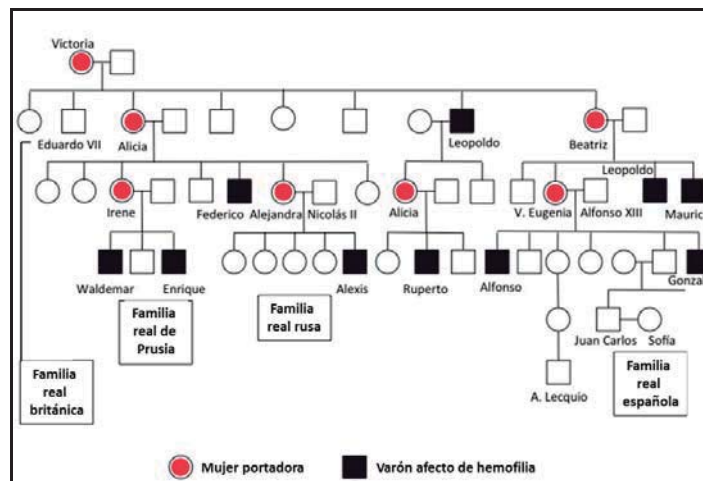 Victoria
Eduardo VII
Alicia
Leopoldo
Beatriz
Leopoldo
Irene
Federico
Alejandra
Nicolás II
Alicia
V. Eugenia
Alfonso XIII
Mauric
Waldemar
Enrique
Alexis
Ruperto
Alfonso
Gonzal
Familia
real de
Prusia
Familia
real rusa
Juan Carlos
Sofía
Familia
real
británica
A. Lecquio
Familia
real
española
Mujer portadora
Varón afecto de hemofilia